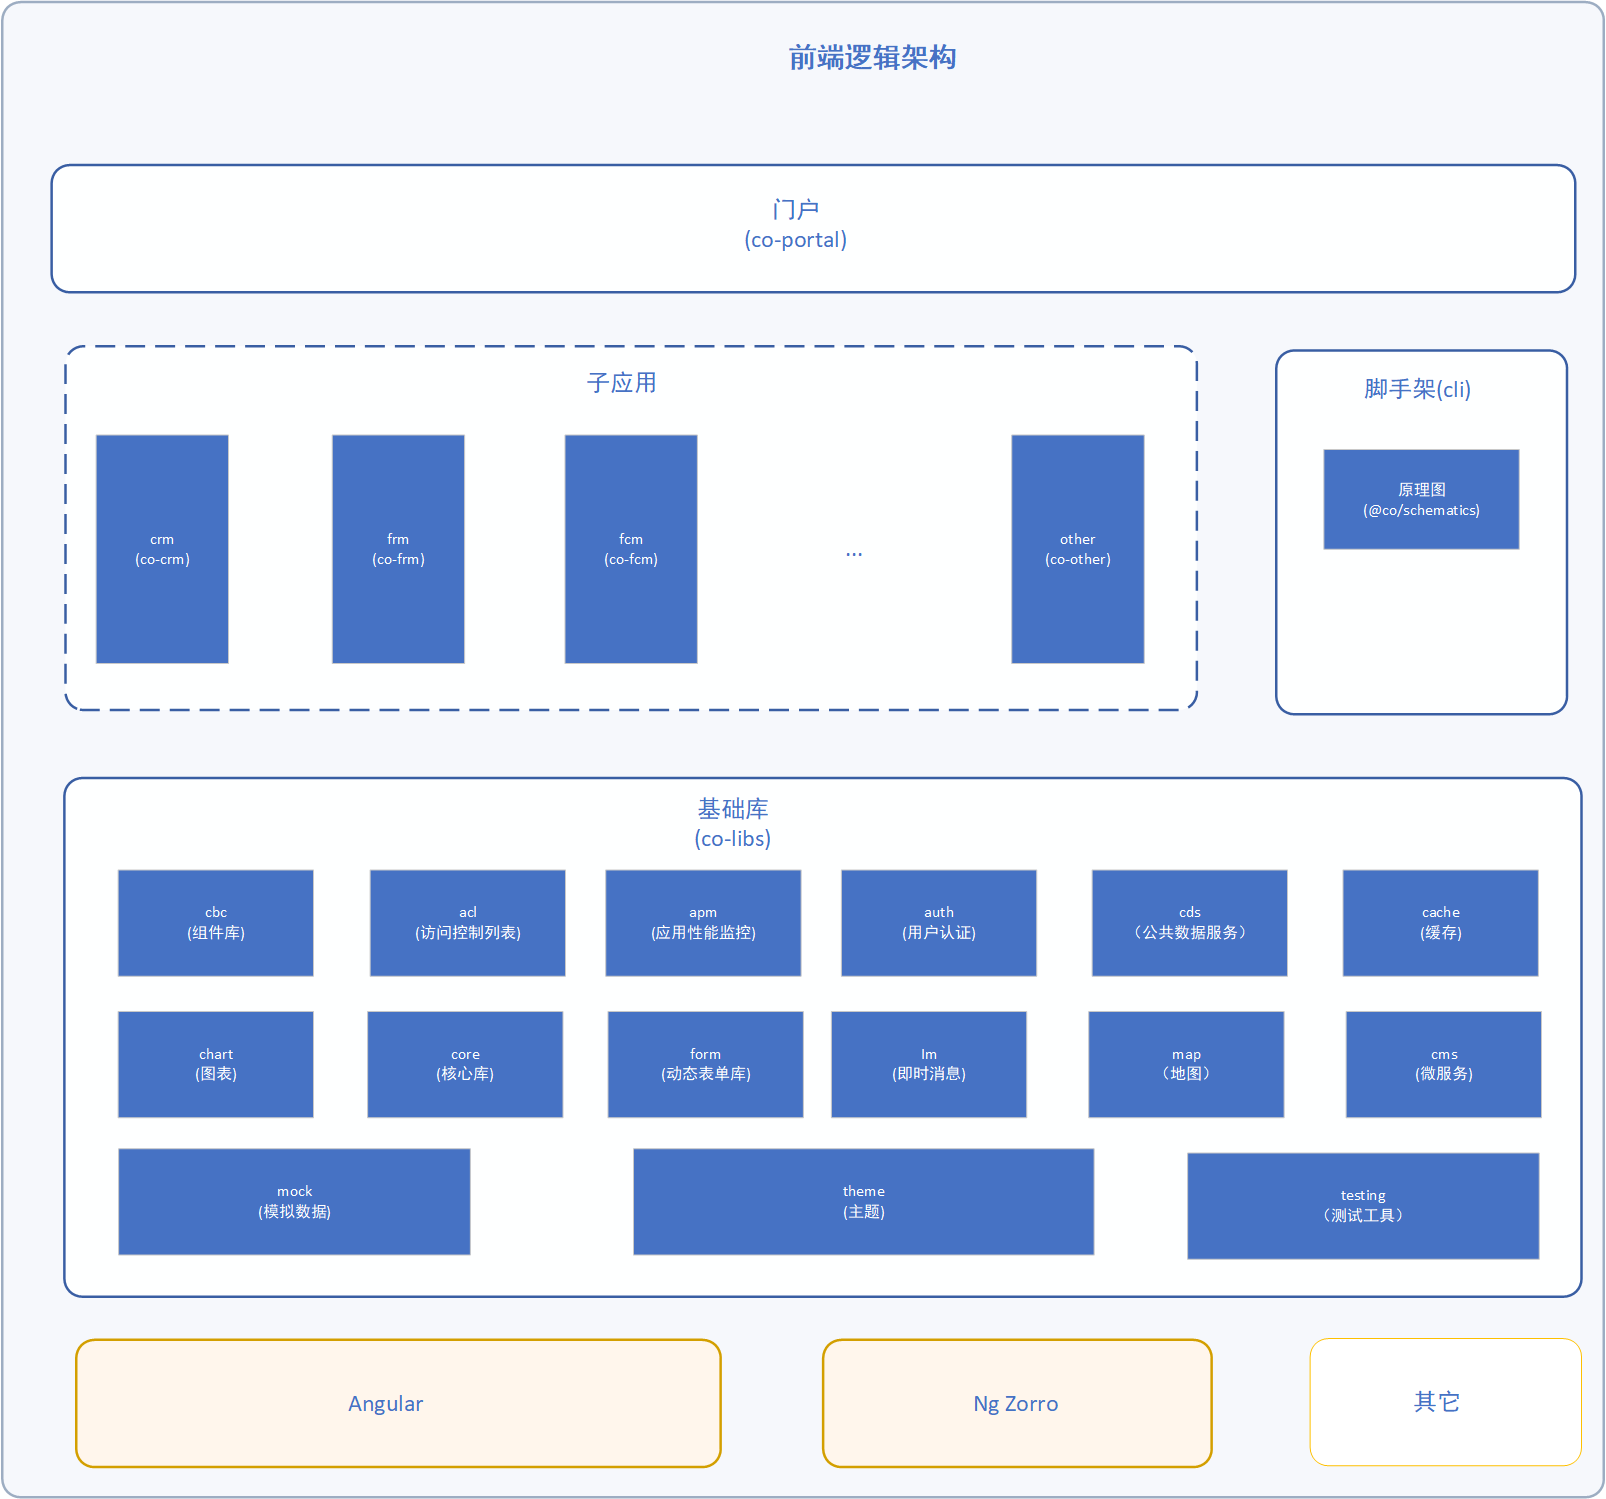 前端逻辑架构
门户
(co-portal)
子应用
crm
(co-crm)
frm
(co-frm)
fcm
(co-fcm)
...
other
(co-other)
脚手架(cli)
原理图
(@co/schematics)
基础库
(co-libs)
cbc
(组件库)
acl
(访问控制列表)
apm
(应用性能监控)
auth
(用户认证)
cds
（公共数据服务）
cache
(缓存)
chart
(图表)
core
(核心库)
form
(动态表单库)
Im
(即时消息)
map
（地图）
cms
(微服务)
mock
(模拟数据)
theme
(主题)
testing
（测试工具）
Angular
Ng Zorro
其它